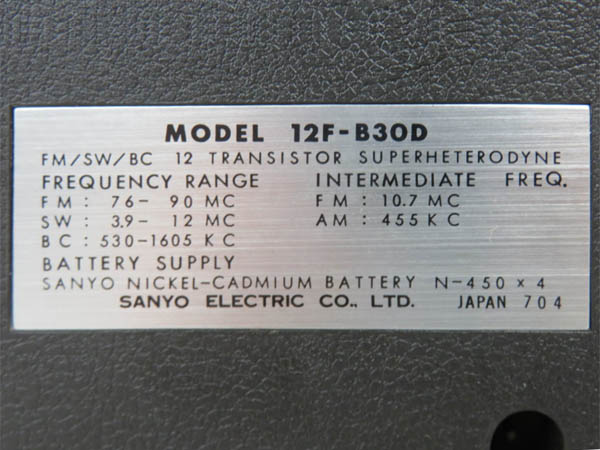 MODEL 12F-B30D
FM/SW/BC 12 TRANSISTOR SUPERHETERODYNE
FREQUENCY RANGE INTERMEDIATE FREQ.
FM : 76- 90 MC FM : 10.7 MC
SW : 3.9- 12 MC AM : 455 KC
BC : 530-1605 KC
BATTERY SUPPLY
SANYO NICKEL-CADMIUM BATTERY N-450 × 4
SANYO ELECTRIC CO., LTD. JAPAN 704